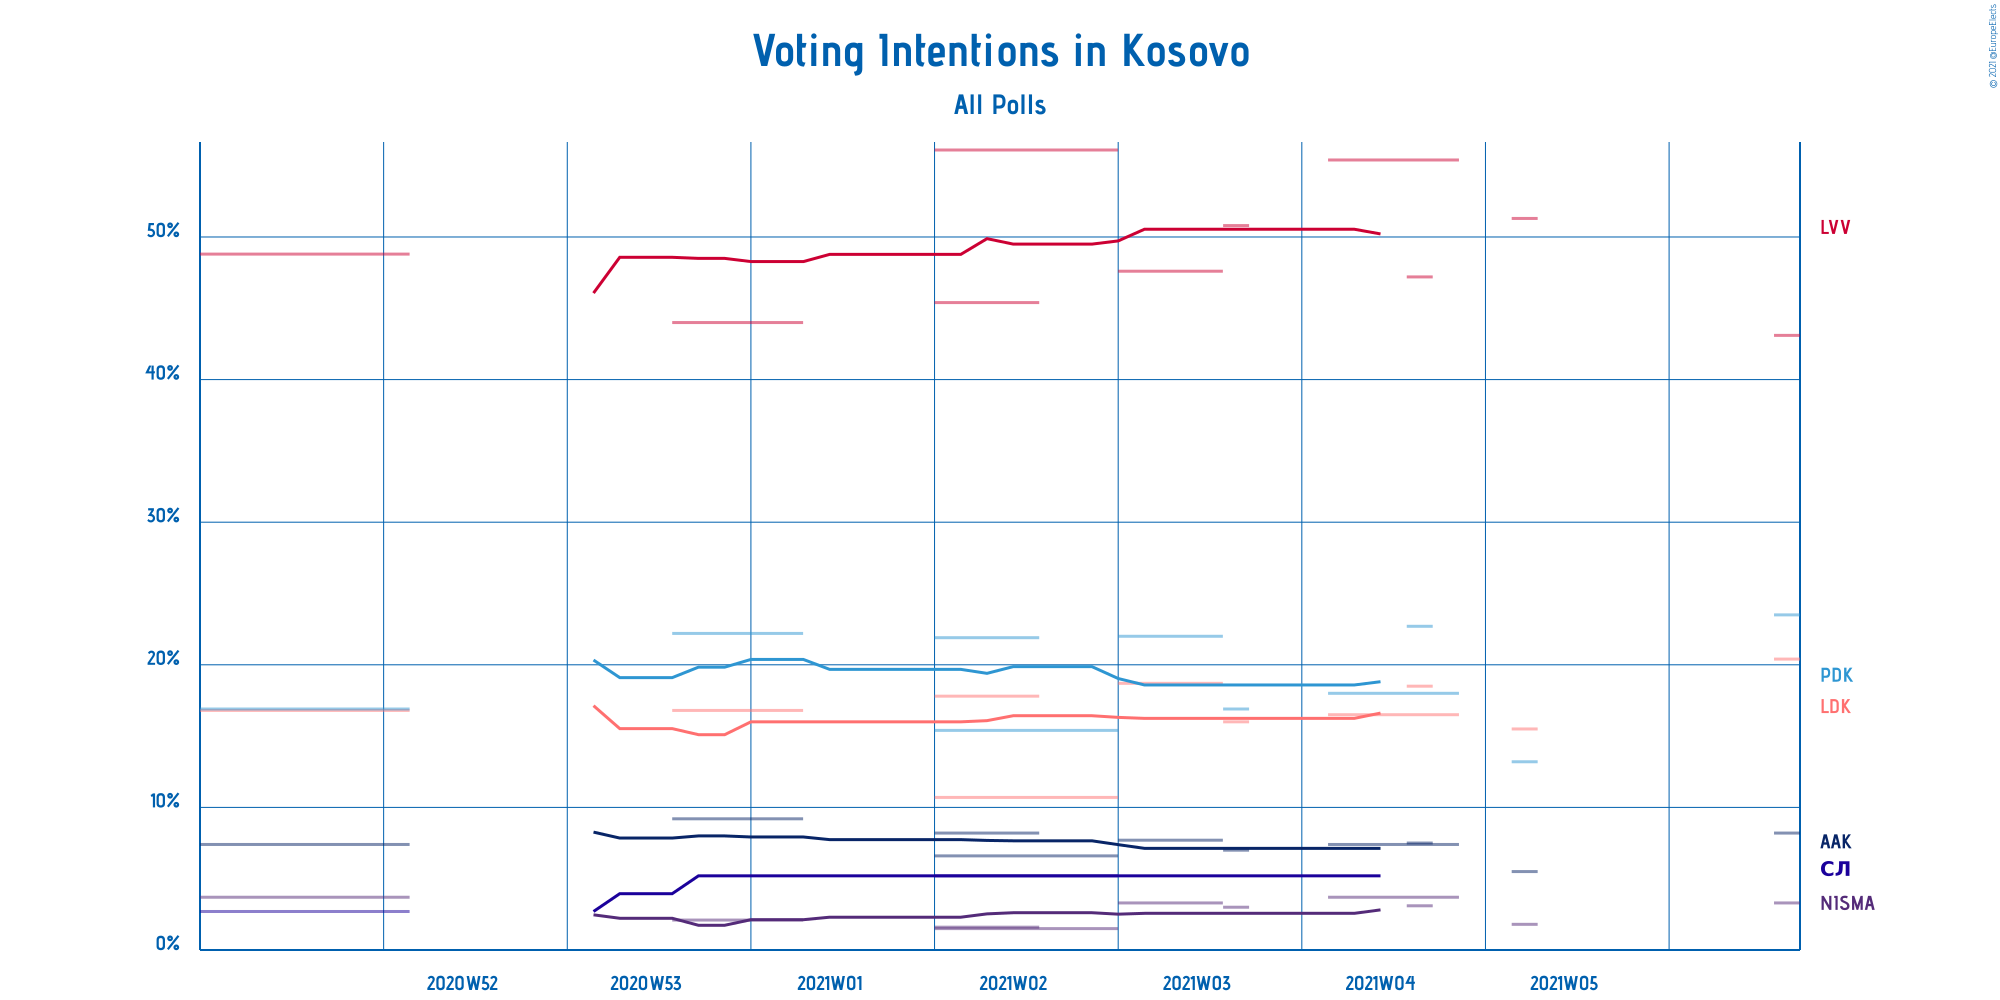 Voting Intentions in Kosovo
All Polls
© 2021 @EuropeElects
50%
40%
30%
20%
10%
0%
LVV
PDK
LDK
AAK
СЛ
NISMA
2020W52 2020W53 2021W01 2021W02 2021W03 2021W04 2021W05